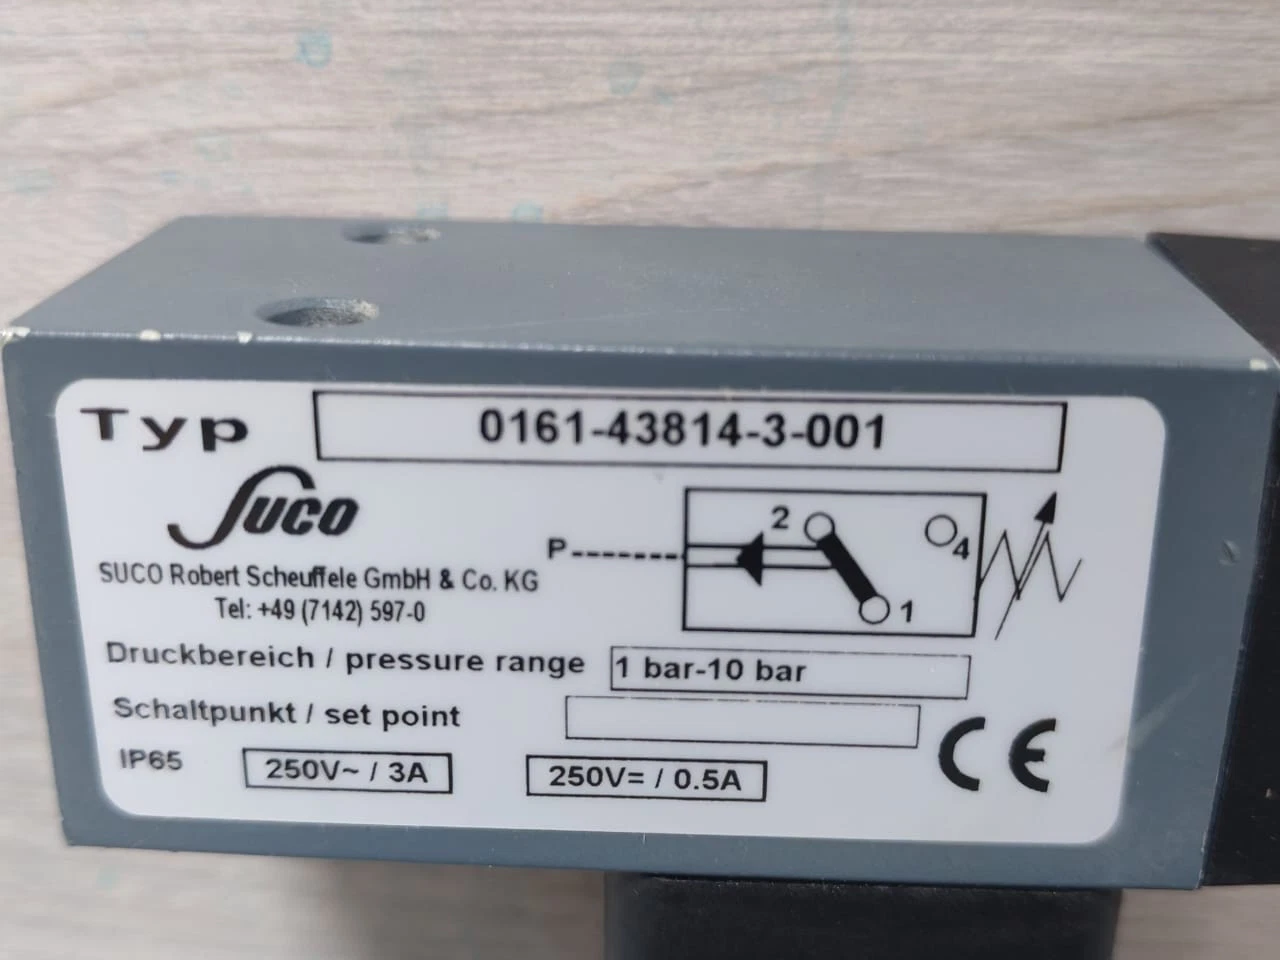 Typ 0161-43814-3-001
SUCO
SUCO Robert Scheuffele GmbH & Co. KG
Tel: +49 (7142) 597-0
P 2 4 1
Druckbereich / pressure range 1 bar-10 bar
Schaltpunkt / set point
IP65 250V~ / 3A 250V= / 0.5A CE